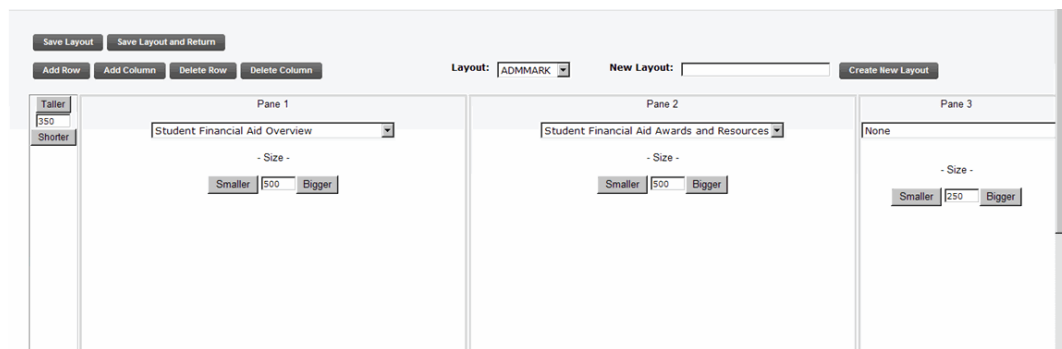 Save Layout Save Layout and Return
Add Row Add Column Delete Row Delete Column Layout: ADMMARK New Layout: Create New Layout
Taller Pane 1 Pane 2 Pane 3
350
Shorter Student Financial Aid Overview Student Financial Aid Awards and Resources None
- Size - - Size - - Size -
Smaller 500 Bigger Smaller 500 Bigger Smaller 250 Bigger